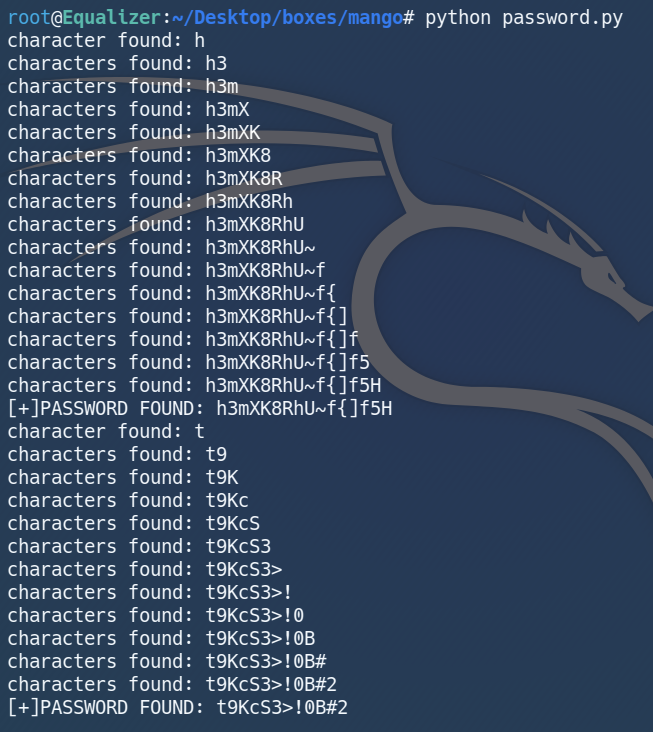 root@Equalizer:~/Desktop/boxes/mango# python password.py
character found: h
characters found: h3
characters found: h3m
characters found: h3mX
characters found: h3mXK
characters found: h3mXK8
characters found: h3mXK8R
characters found: h3mXK8Rh
characters found: h3mXK8RhU
characters found: h3mXK8RhU~
characters found: h3mXK8RhU~f
characters found: h3mXK8RhU~f{
characters found: h3mXK8RhU~f{]
characters found: h3mXK8RhU~f{]f
characters found: h3mXK8RhU~f{]f5
characters found: h3mXK8RhU~f{]f5H
[+]PASSWORD FOUND: h3mXK8RhU~f{]f5H
character found: t
characters found: t9
characters found: t9K
characters found: t9Kc
characters found: t9KcS
characters found: t9KcS3
characters found: t9KcS3>
characters found: t9KcS3>!
characters found: t9KcS3>!0
characters found: t9KcS3>!0B
characters found: t9KcS3>!0B#
characters found: t9KcS3>!0B#2
[+]PASSWORD FOUND: t9KcS3>!0B#2